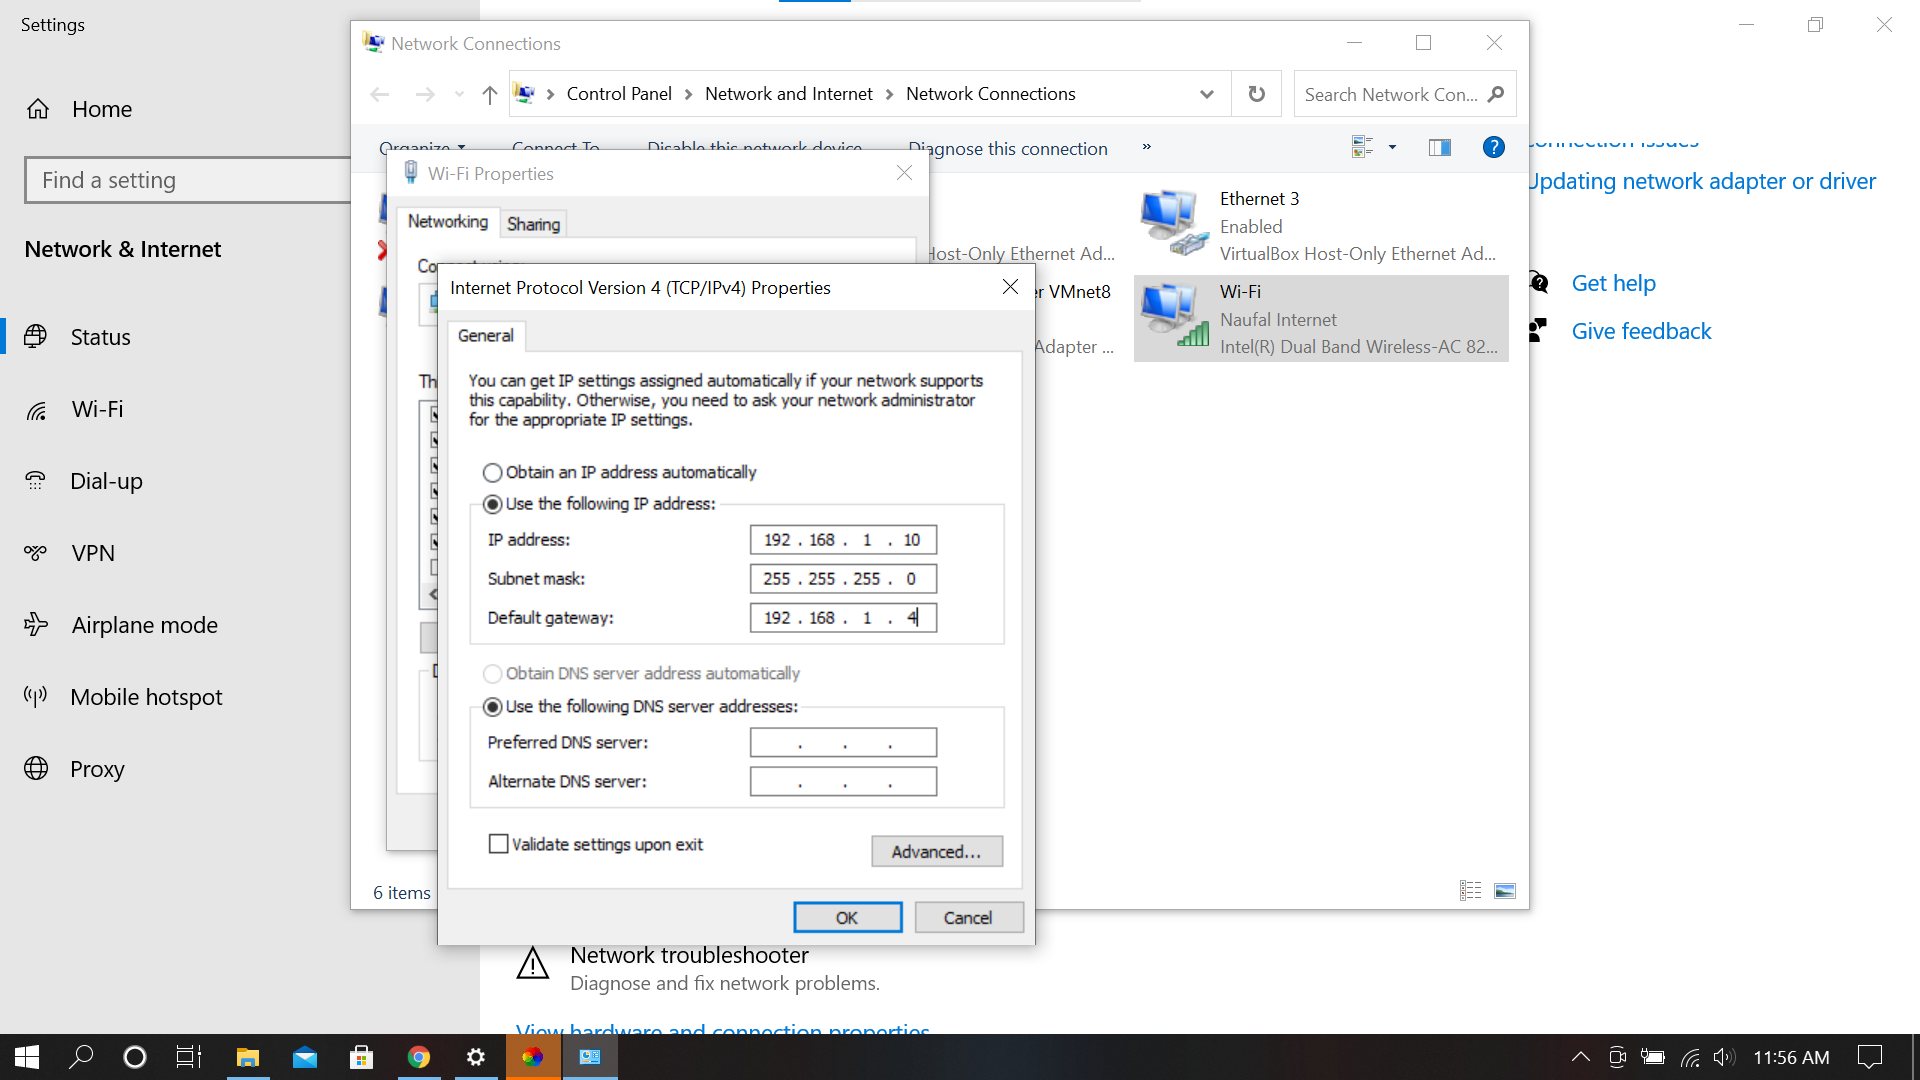 Settings
Home
Find a setting
Network & Internet
Status
Wi-Fi
Dial-up
VPN
Airplane mode
Mobile hotspot
Proxy
Network Connections
Control Panel > Network and Internet > Network Connections
Search Network Con...
Organize
Connect To
Disable this network device
Diagnose this connection
»
Wi-Fi Properties
Networking
Sharing
Host-Only Ethernet Ad...
VMnet8
Adapter ...
Ethernet 3
Enabled
VirtualBox Host-Only Ethernet Ad...
Wi-Fi
Naufal Internet
Intel(R) Dual Band Wireless-AC 82...
Internet Protocol Version 4 (TCP/IPv4) Properties
General
You can get IP settings assigned automatically if your network supports
this capability. Otherwise, you need to ask your network administrator
for the appropriate IP settings.
Obtain an IP address automatically
Use the following IP address:
IP address: 192 . 168 . 1 . 10
Subnet mask: 255 . 255 . 255 . 0
Default gateway: 192 . 168 . 1 . 4
Obtain DNS server address automatically
Use the following DNS server addresses:
Preferred DNS server: . . .
Alternate DNS server: . . .
Validate settings upon exit
Advanced...
OK
Cancel
6 items
Updating network adapter or driver
Get help
Give feedback
Network troubleshooter
Diagnose and fix network problems.
View hardware and connection properties
11:56 AM